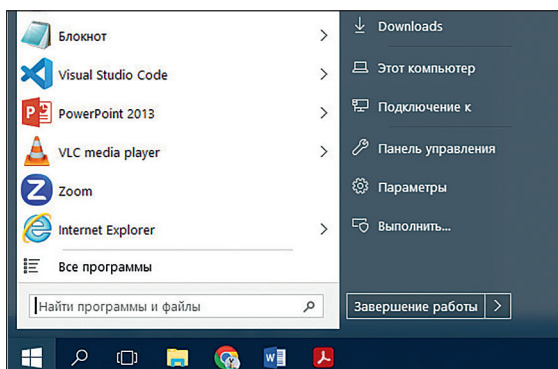 Блокнот
Visual Studio Code
PowerPoint 2013
VLC media player
Zoom
Internet Explorer
Все программы
Найти программы и файлы
Downloads
Этот компьютер
Подключение к
Панель управления
Параметры
Выполнить...
Завершение работы